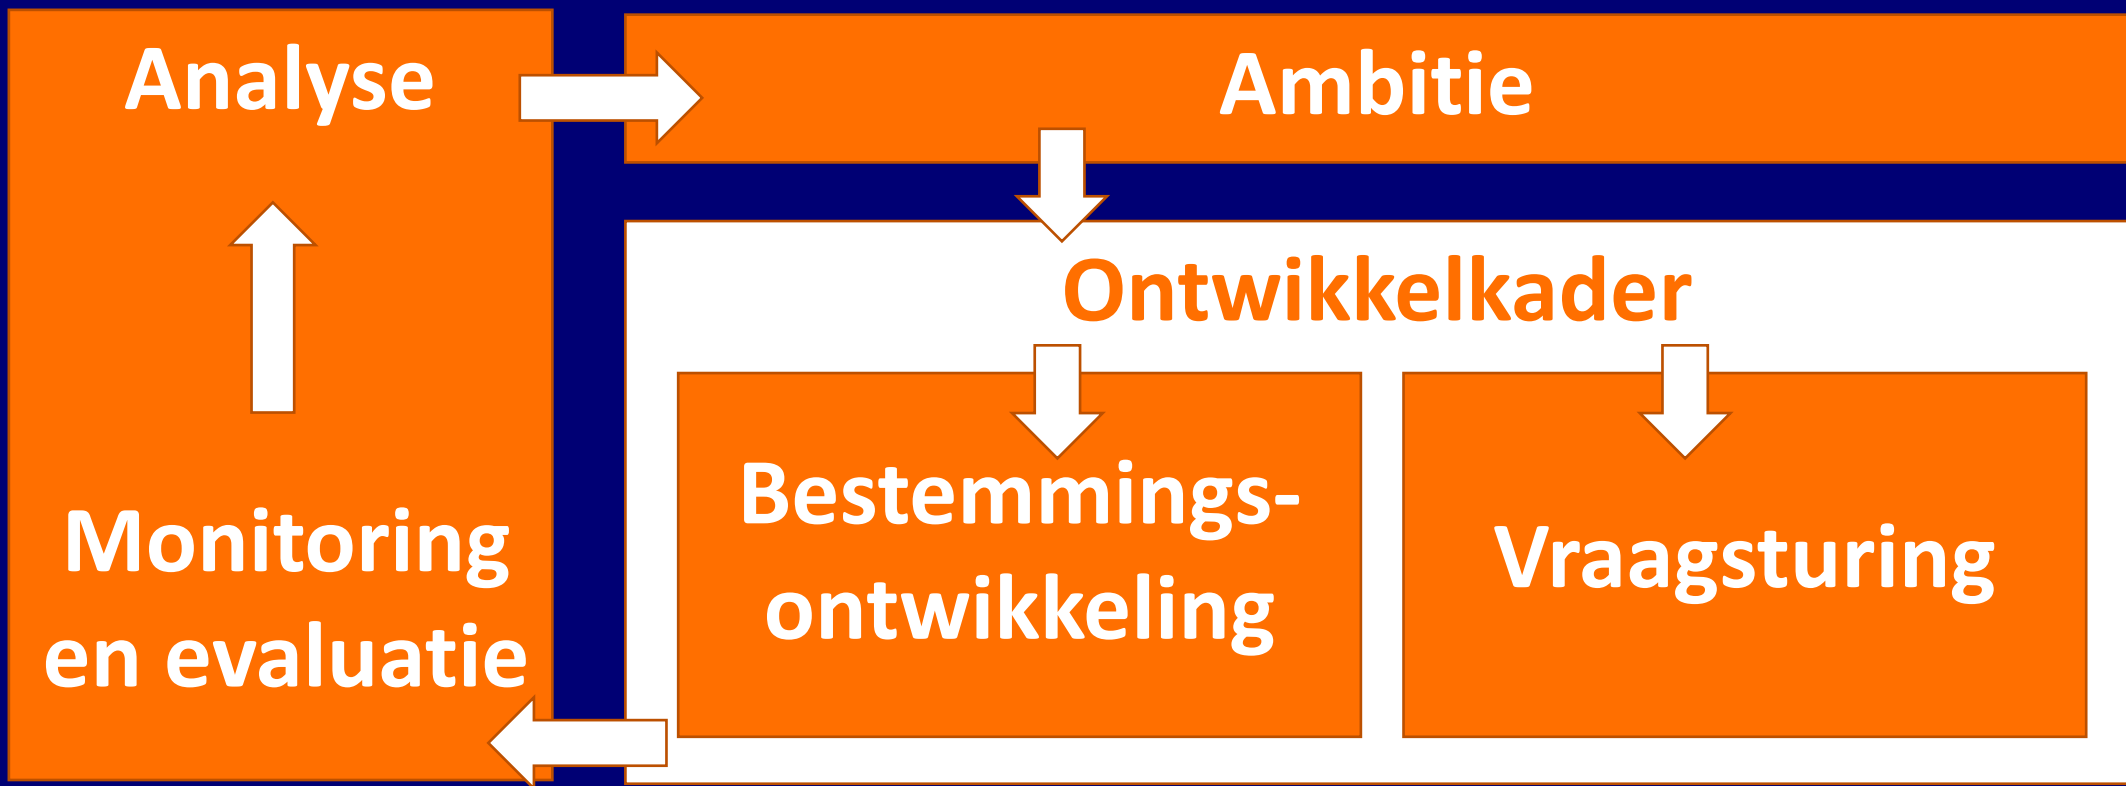 Analyse
Ambitie
Ontwikkelkader
Monitoring
en evaluatie
Bestemmings-
ontwikkeling
Vraagsturing